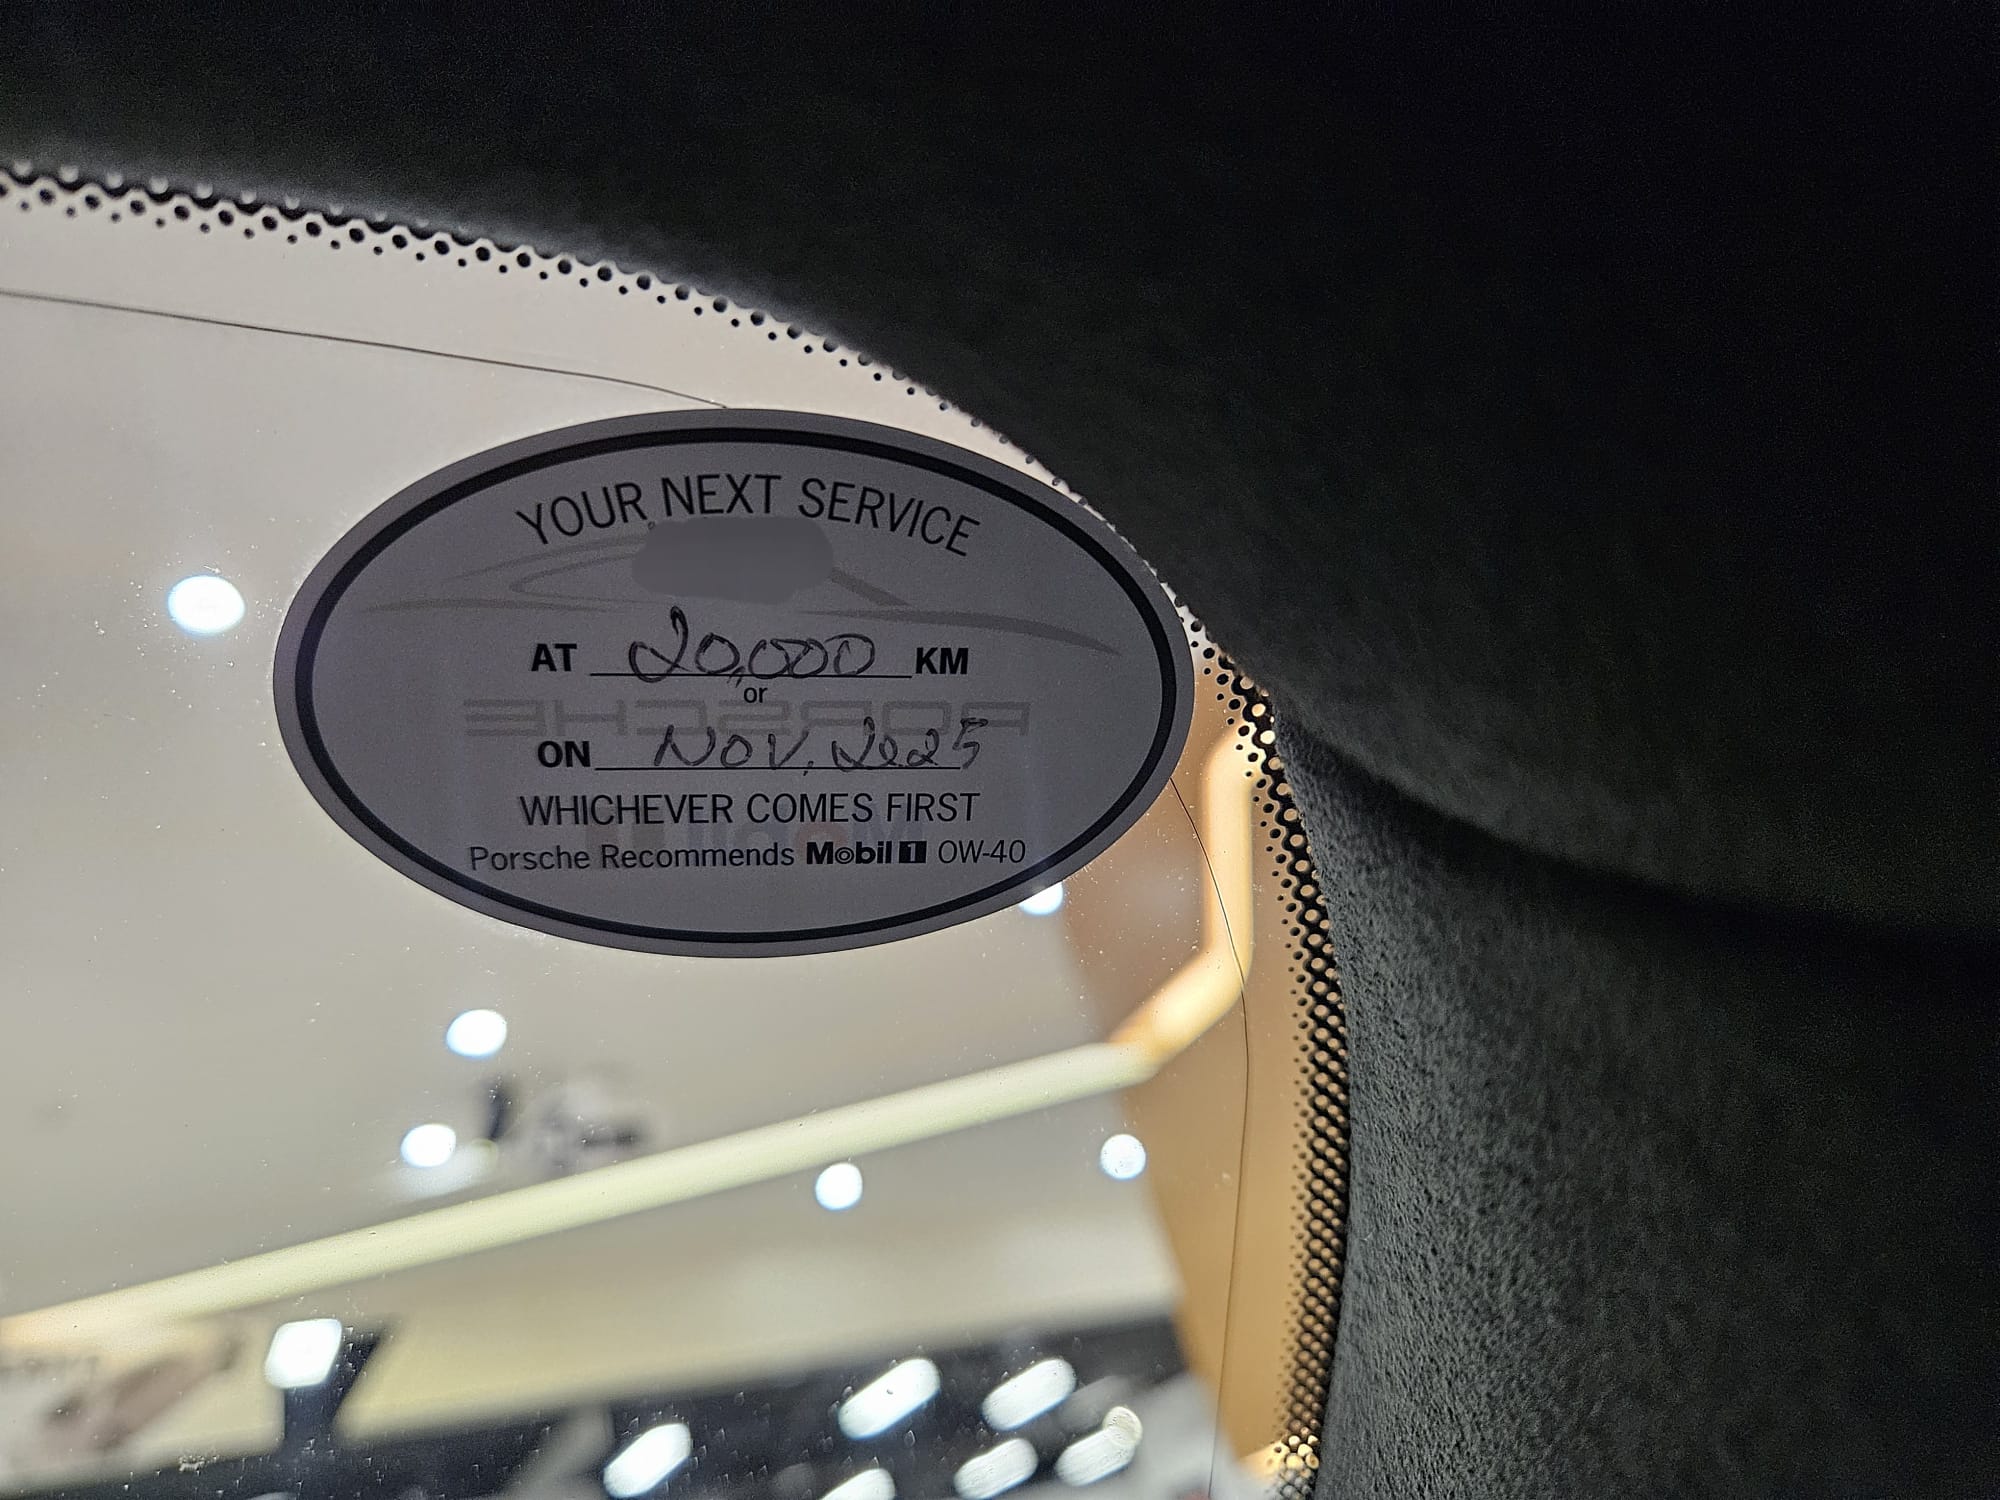 YOUR NEXT SERVICE
AT 20,000 KM
or
PORSCHE
ON NOV. 2025
WHICHEVER COMES FIRST
Porsche Recommends Mobil 1 0W-40